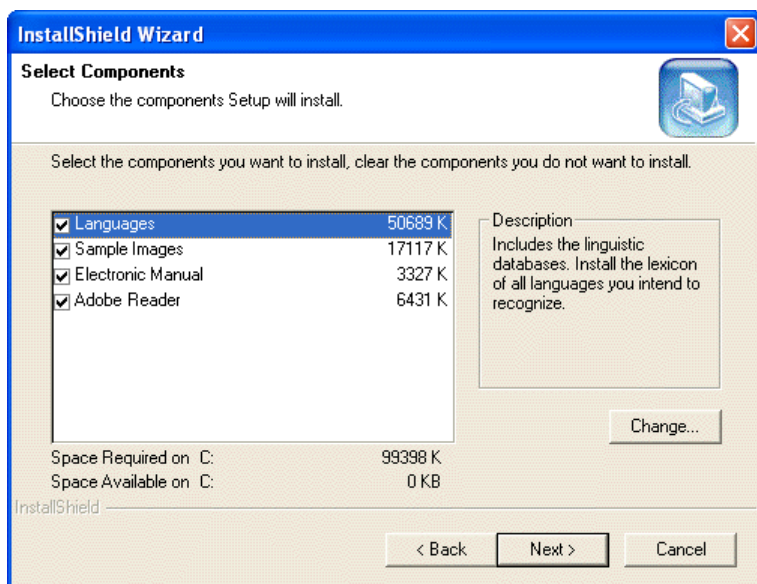 InstallShield Wizard
Select Components
Choose the components Setup will install.
Select the components you want to install, clear the components you do not want to install.
Languages 50689 K
Sample Images 17117 K
Electronic Manual 3327 K
Adobe Reader 6431 K
Description
Includes the linguistic
databases. Install the lexicon
of all languages you intend to
recognize.
Change...
Space Required on C: 99398 K
Space Available on C: 0 KB
InstallShield
< Back Next > Cancel